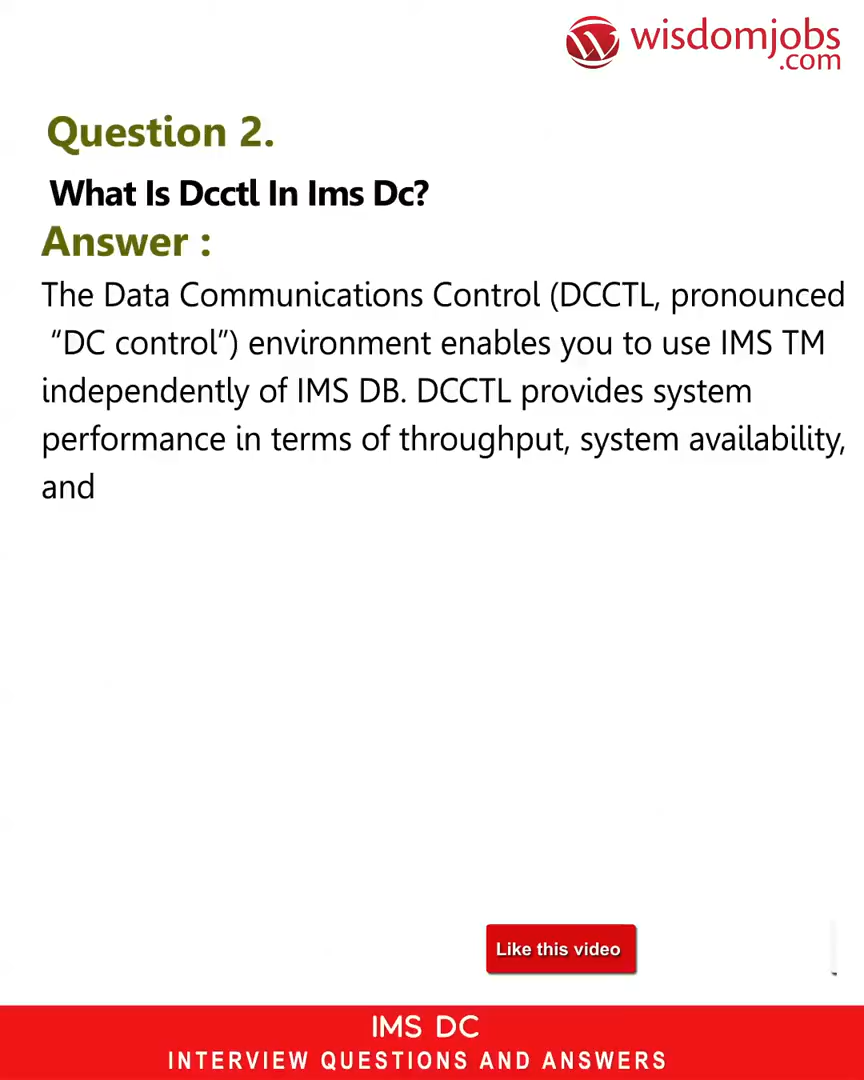 wisdomjobs
.com
Question 2.
What Is Dcctl In Ims Dc?
Answer :
The Data Communications Control (DCCTL, pronounced
“DC control”) environment enables you to use IMS TM
independently of IMS DB. DCCTL provides system
performance in terms of throughput, system availability,
and
Like this video
IMS DC
INTERVIEW QUESTIONS AND ANSWERS